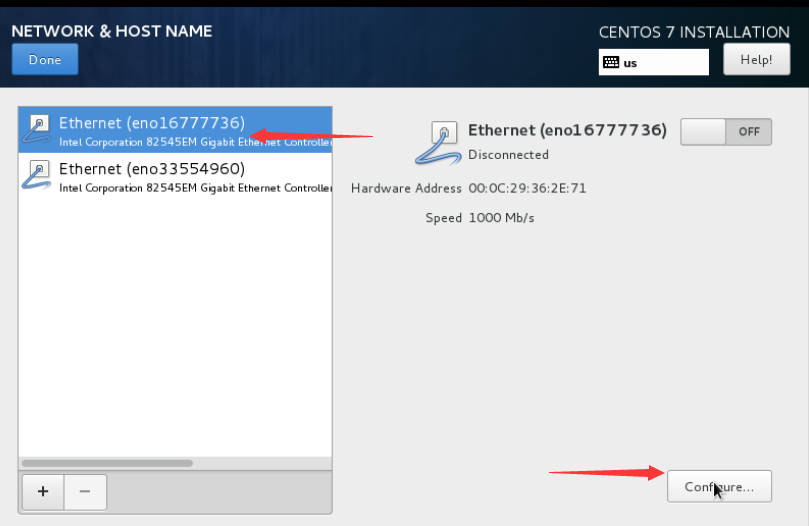 NETWORK & HOST NAME
CENTOS 7 INSTALLATION
Done
us
Help!
Ethernet (eno16777736)
Intel Corporation 82545EM Gigabit Ethernet Controller
Ethernet (eno33554960)
Intel Corporation 82545EM Gigabit Ethernet Controller
Ethernet (eno16777736)
OFF
Disconnected
Hardware Address 00:0C:29:36:2E:71
Speed 1000 Mb/s
+
−
Configure...